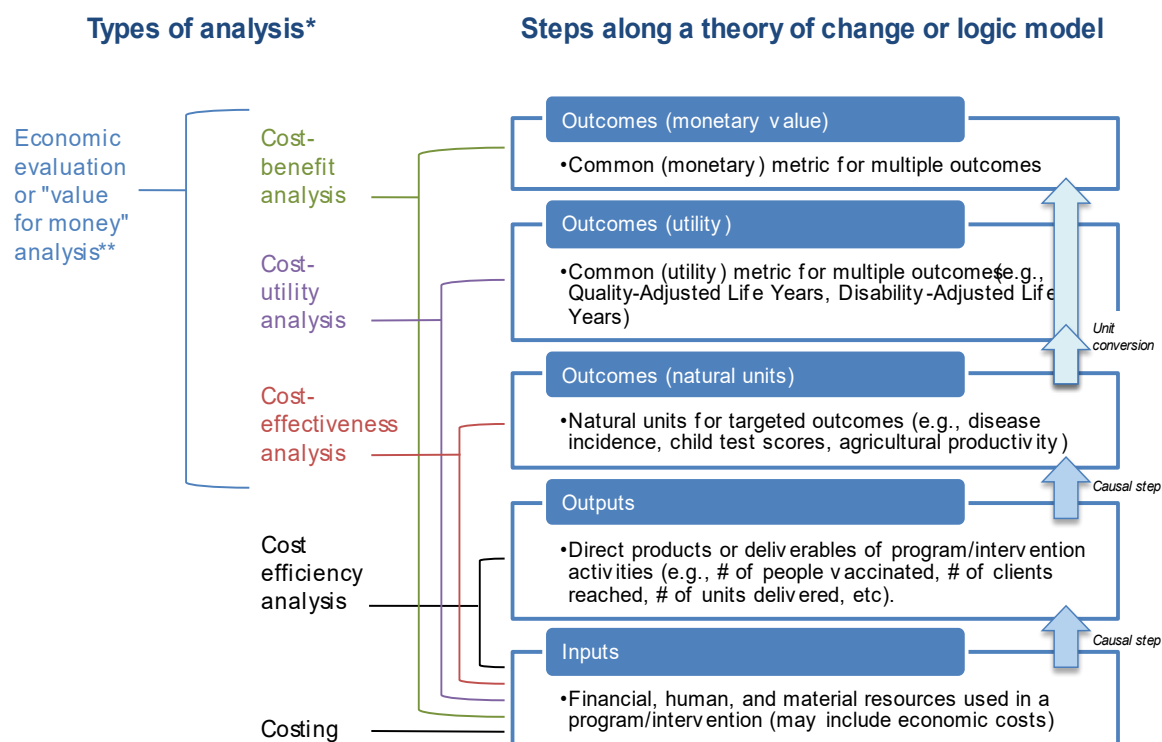 Types of analysis*
Steps along a theory of change or logic model
Economic
evaluation
or "value
for money"
analysis**
Cost-
benefit
analysis
Cost-
utility
analysis
Cost-
effectiveness
analysis
Cost
efficiency
analysis
Costing
Outcomes (monetary value)
•Common (monetary) metric for multiple outcomes
Outcomes (utility)
•Common (utility) metric for multiple outcomes(e.g.,
Quality-Adjusted Life Years, Disability-Adjusted Life
Years)
Unit
conversion
Outcomes (natural units)
•Natural units for targeted outcomes (e.g., disease
incidence, child test scores, agricultural productivity)
Causal step
Outputs
•Direct products or deliverables of program/intervention
activities (e.g., # of people vaccinated, # of clients
reached, # of units delivered, etc).
Causal step
Inputs
•Financial, human, and material resources used in a
program/intervention (may include economic costs)